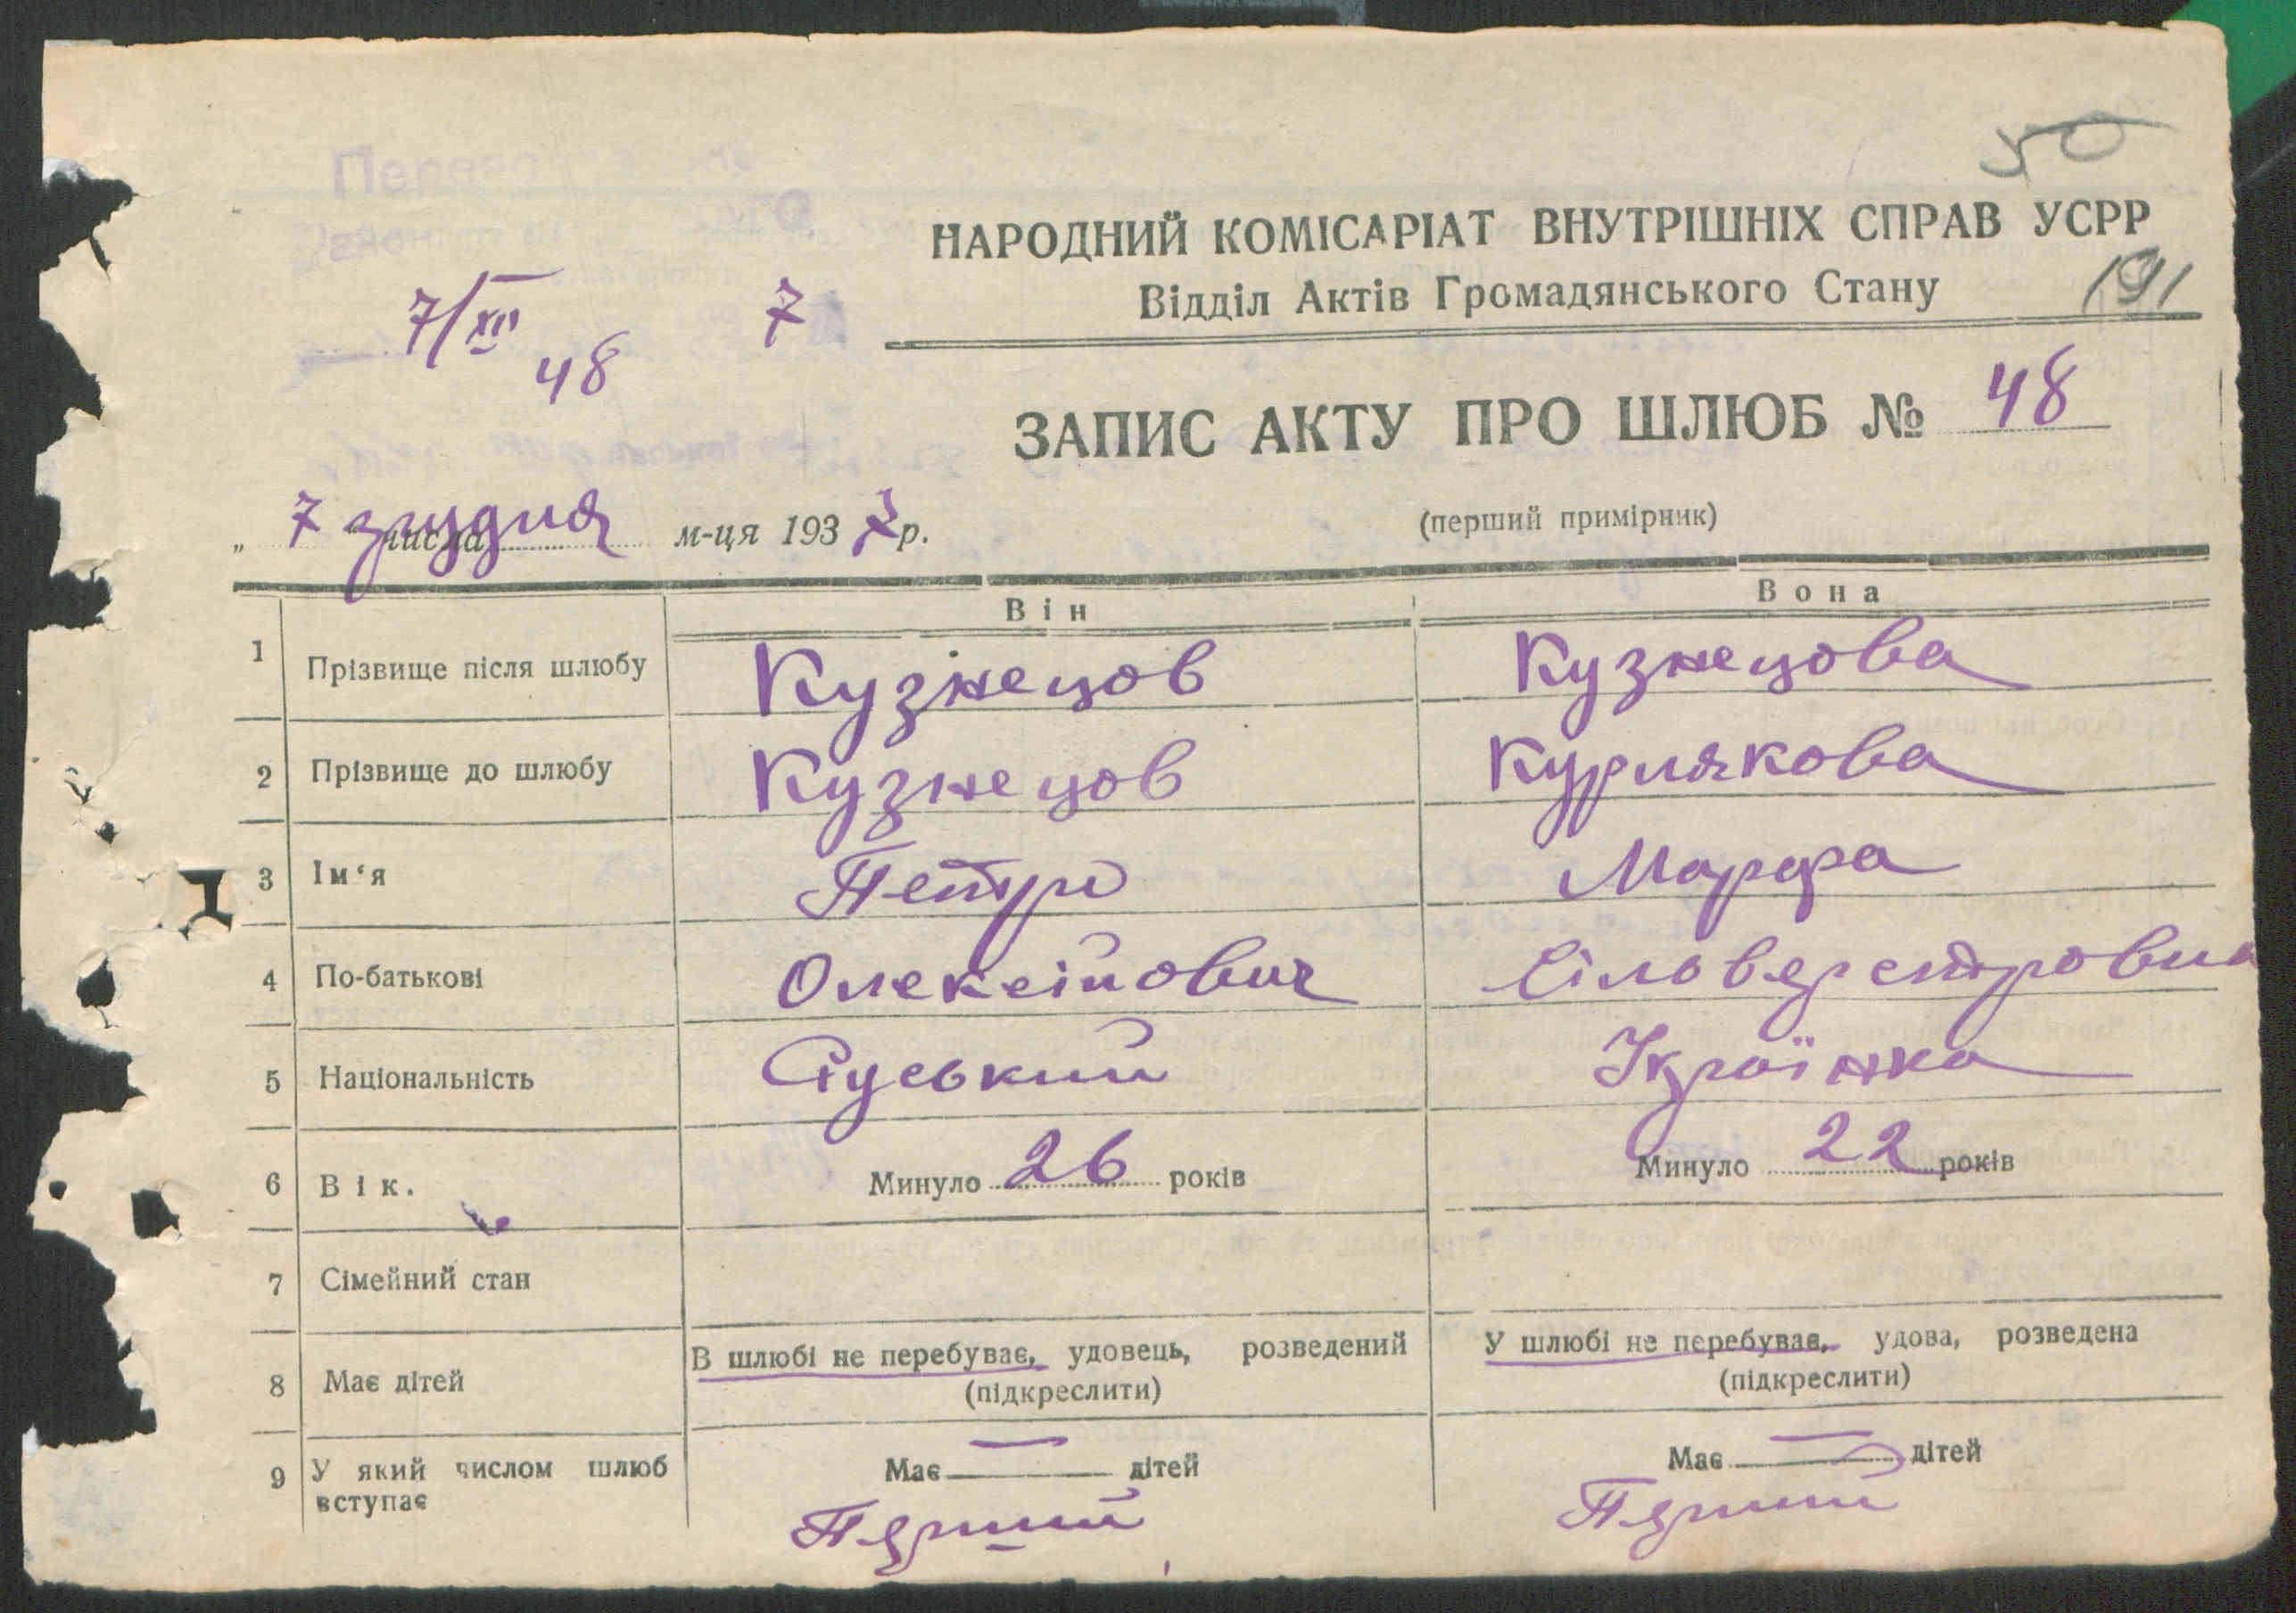 50
НАРОДНИЙ КОМІСАРІАТ ВНУТРІШНІХ СПРАВ УСРР
Відділ Актів Громадянського Стану
191
7/XII 48 7
ЗАПИС АКТУ ПРО ШЛЮБ № 48
(перший примірник)
„ 7 грудня числа м-ця 1937 р.
Він Вона
1 Прізвище після шлюбу Кузнецов Кузнецова
2 Прізвище до шлюбу Кузнецов Курлякова
3 Ім‘я Петро Марфа
4 По-батькові Олексійович Сільверстровна
5 Національність Руський Українка
6 Вік. Минуло 26 років Минуло 22 років
7 Сімейний стан
8 Має дітей В шлюбі не перебуває, удовець, розведений У шлюбі не перебуває, удова, розведена
(підкреслити) (підкреслити)
9 У який числом шлюб вступає Має — дітей Має — дітей
Перший Перший